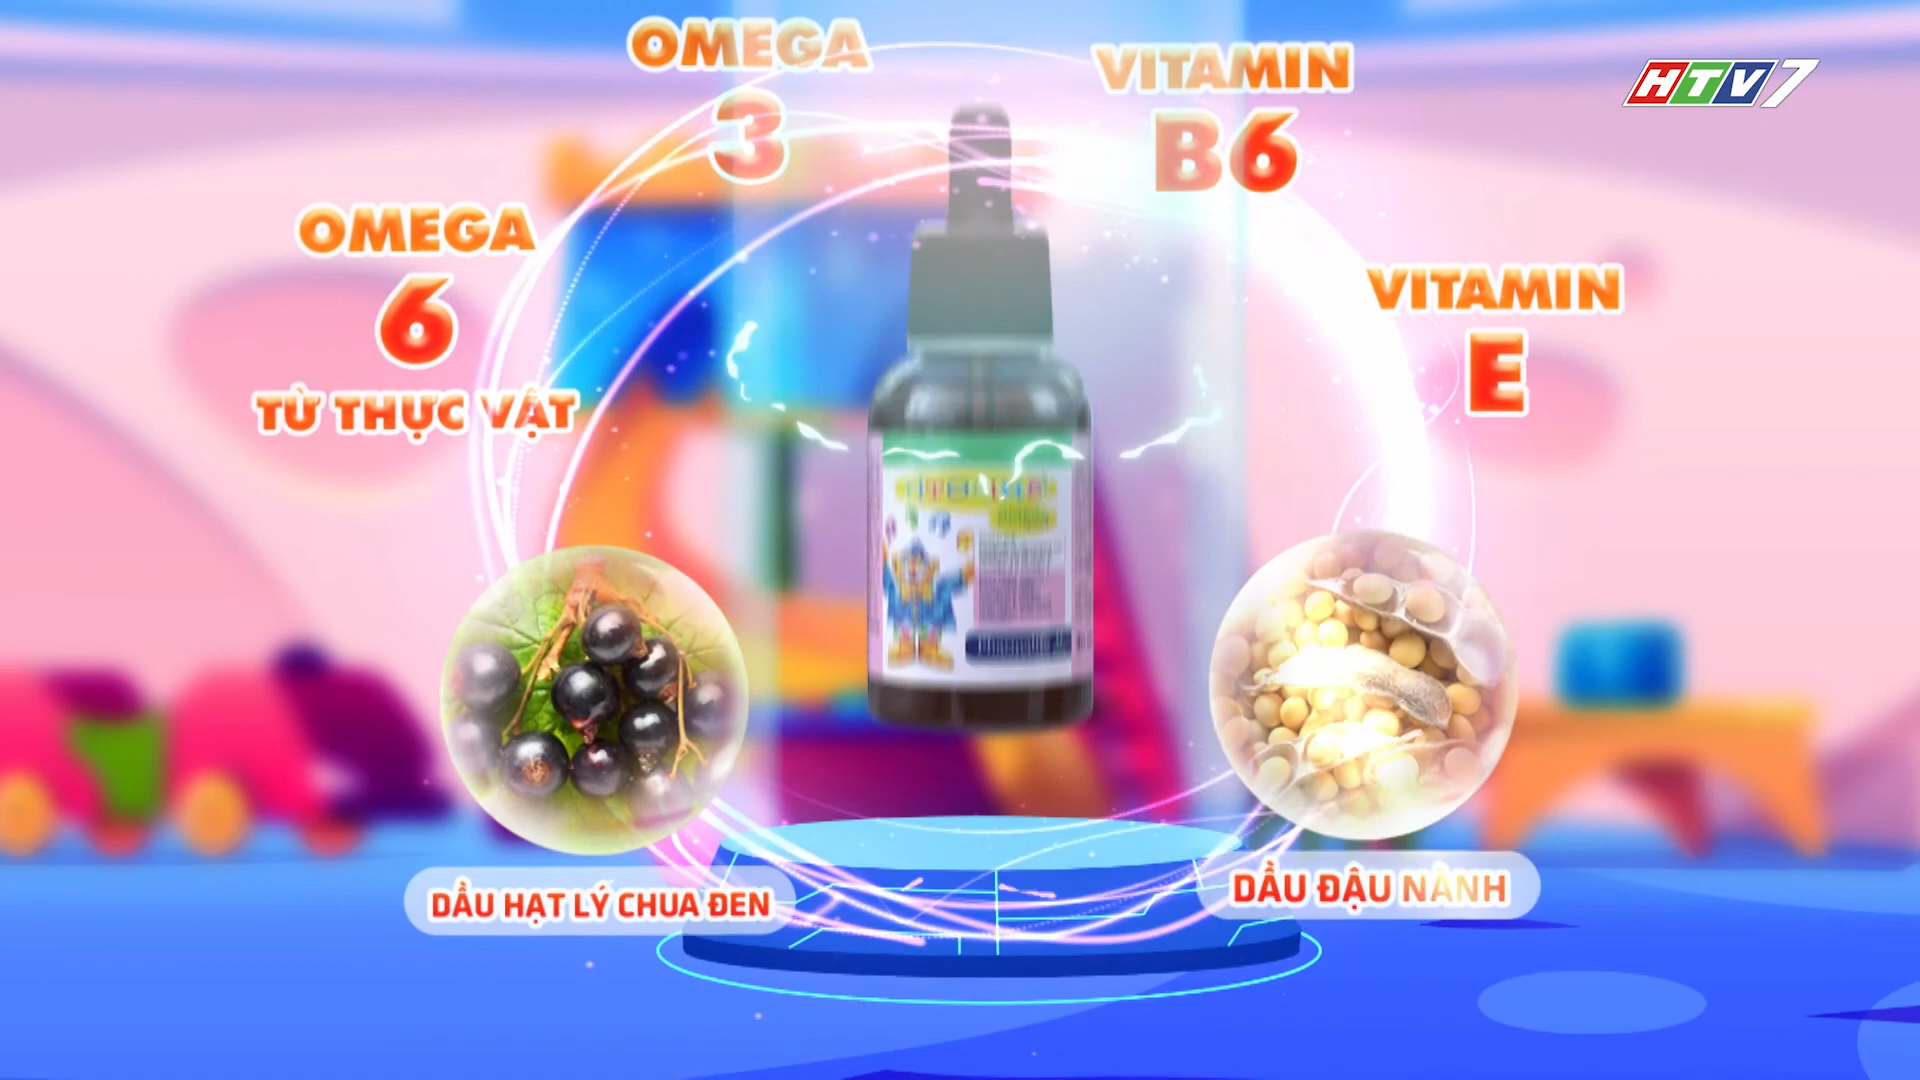 OMEGA
3
VITAMIN
B6
HTV7
OMEGA
6
TỪ THỰC VẬT
VITAMIN
E
DẦU HẠT LÝ CHUA ĐEN
DẦU ĐẬU NÀNH